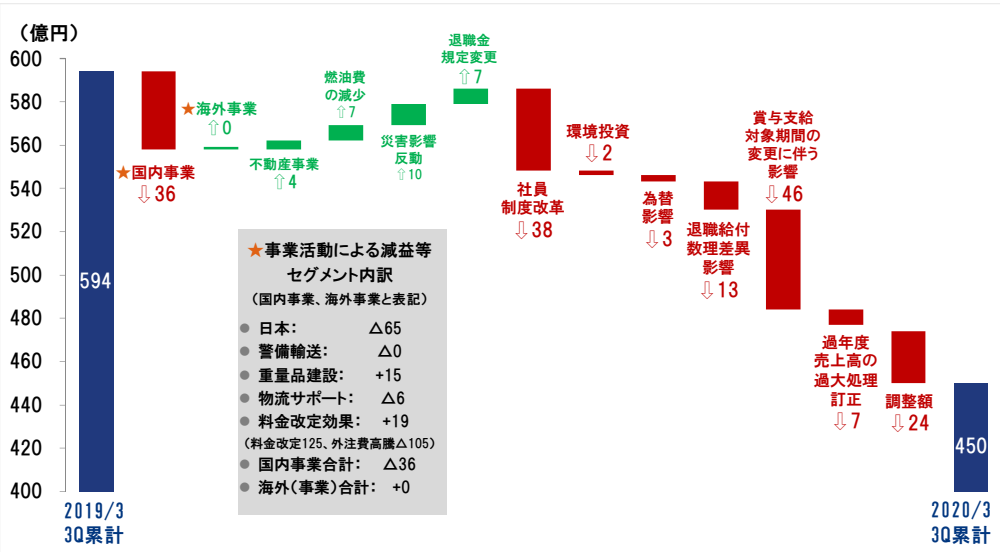 （億円）
600
580
560
540
520
500
480
460
440
420
400
594
2019/3
3Q累計
★国内事業
⇩36
★海外事業
⇧0
不動産事業
⇧4
燃油費
の減少
⇧7
災害影響
反動
⇧10
退職金
規定変更
⇧7
社員
制度改革
⇩38
環境投資
⇩2
為替
影響
⇩3
退職給付
数理差異
影響
⇩13
賞与支給
対象期間の
変更に伴う
影響
⇩46
過年度
売上高の
過大処理
訂正
⇩7
調整額
⇩24
450
2020/3
3Q累計
★事業活動による減益等
セグメント内訳
（国内事業、海外事業と表記）
● 日本： △65
● 警備輸送： △0
● 重量品建設： +15
● 物流サポート： △6
● 料金改定効果： +19
（料金改定125、外注費高騰△105）
● 国内事業合計： △36
● 海外（事業）合計： +0